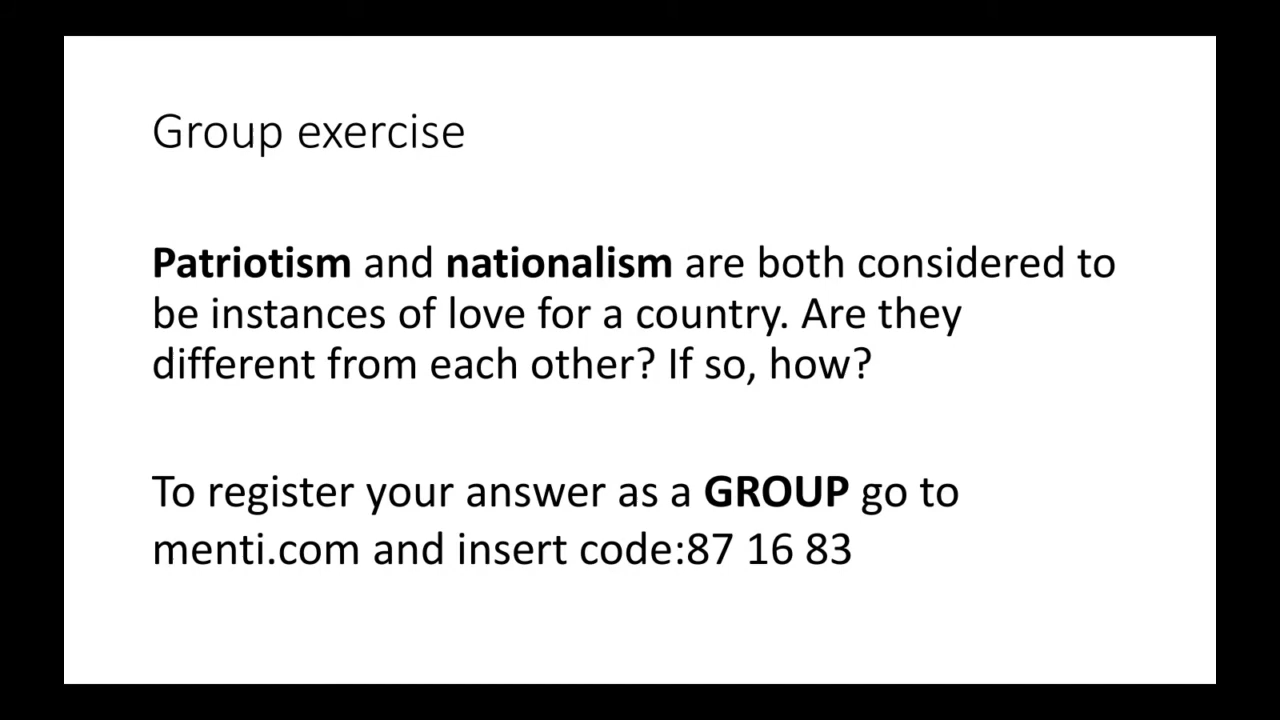 Group exercise
Patriotism and nationalism are both considered to
be instances of love for a country. Are they
different from each other? If so, how?
To register your answer as a GROUP go to
menti.com and insert code:87 16 83